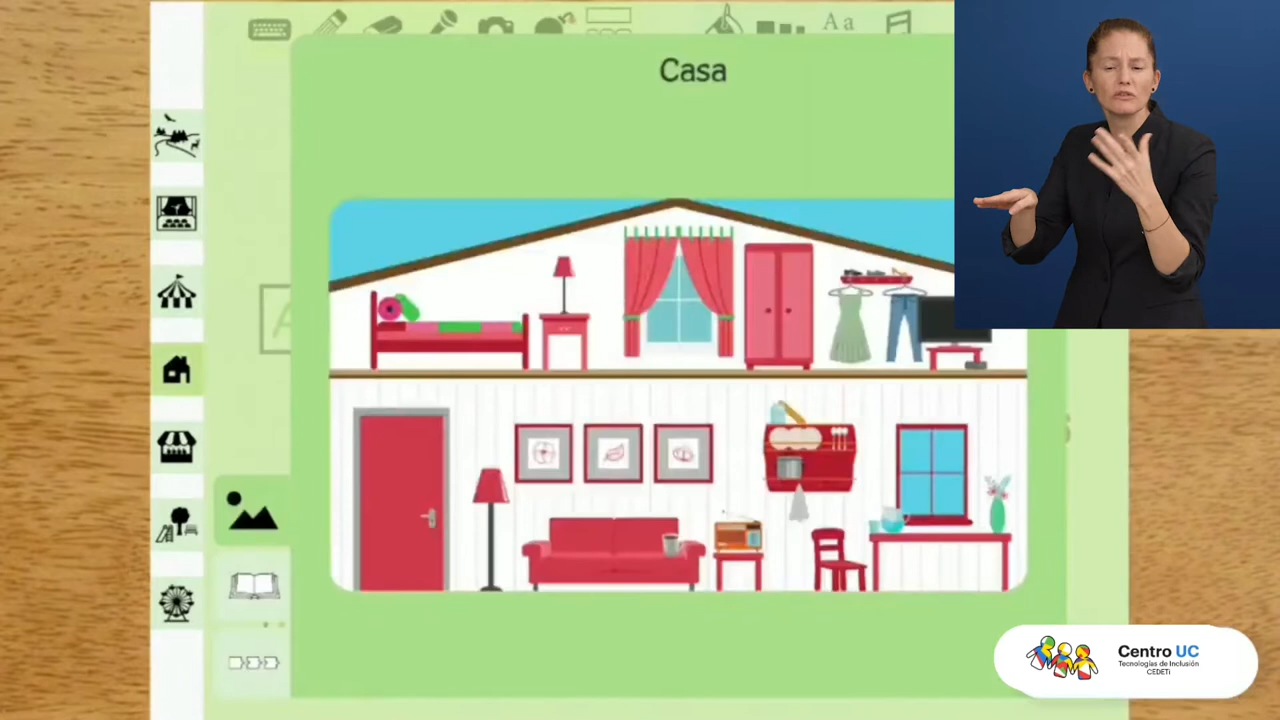 Aa
Casa
A
Centro UC
Tecnologías de Inclusión
CEDETi